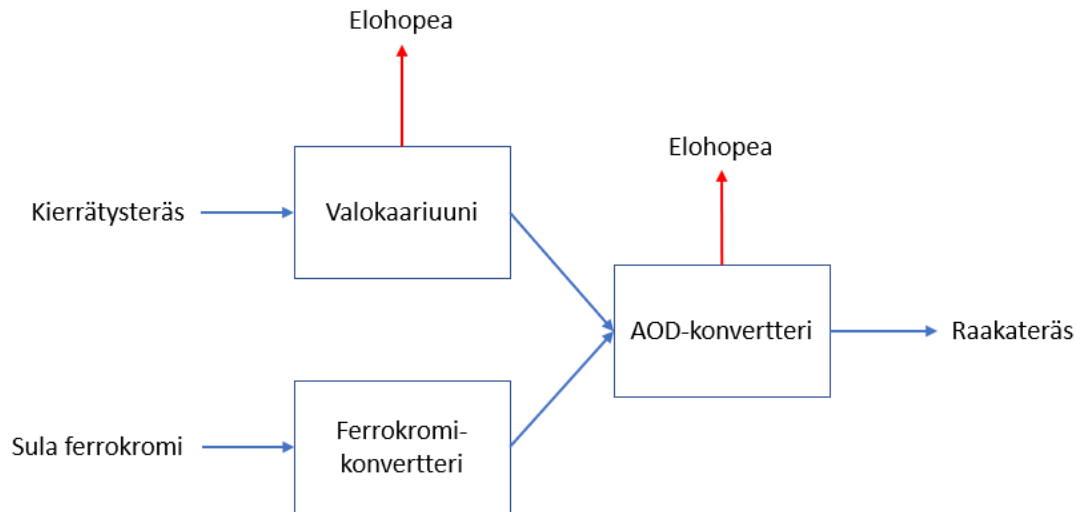 Elohopea
Elohopea
Kierrätysteräs
Valokaariuuni
AOD-konvertteri
Raakateräs
Sula ferrokromi
Ferrokromi-
konvertteri